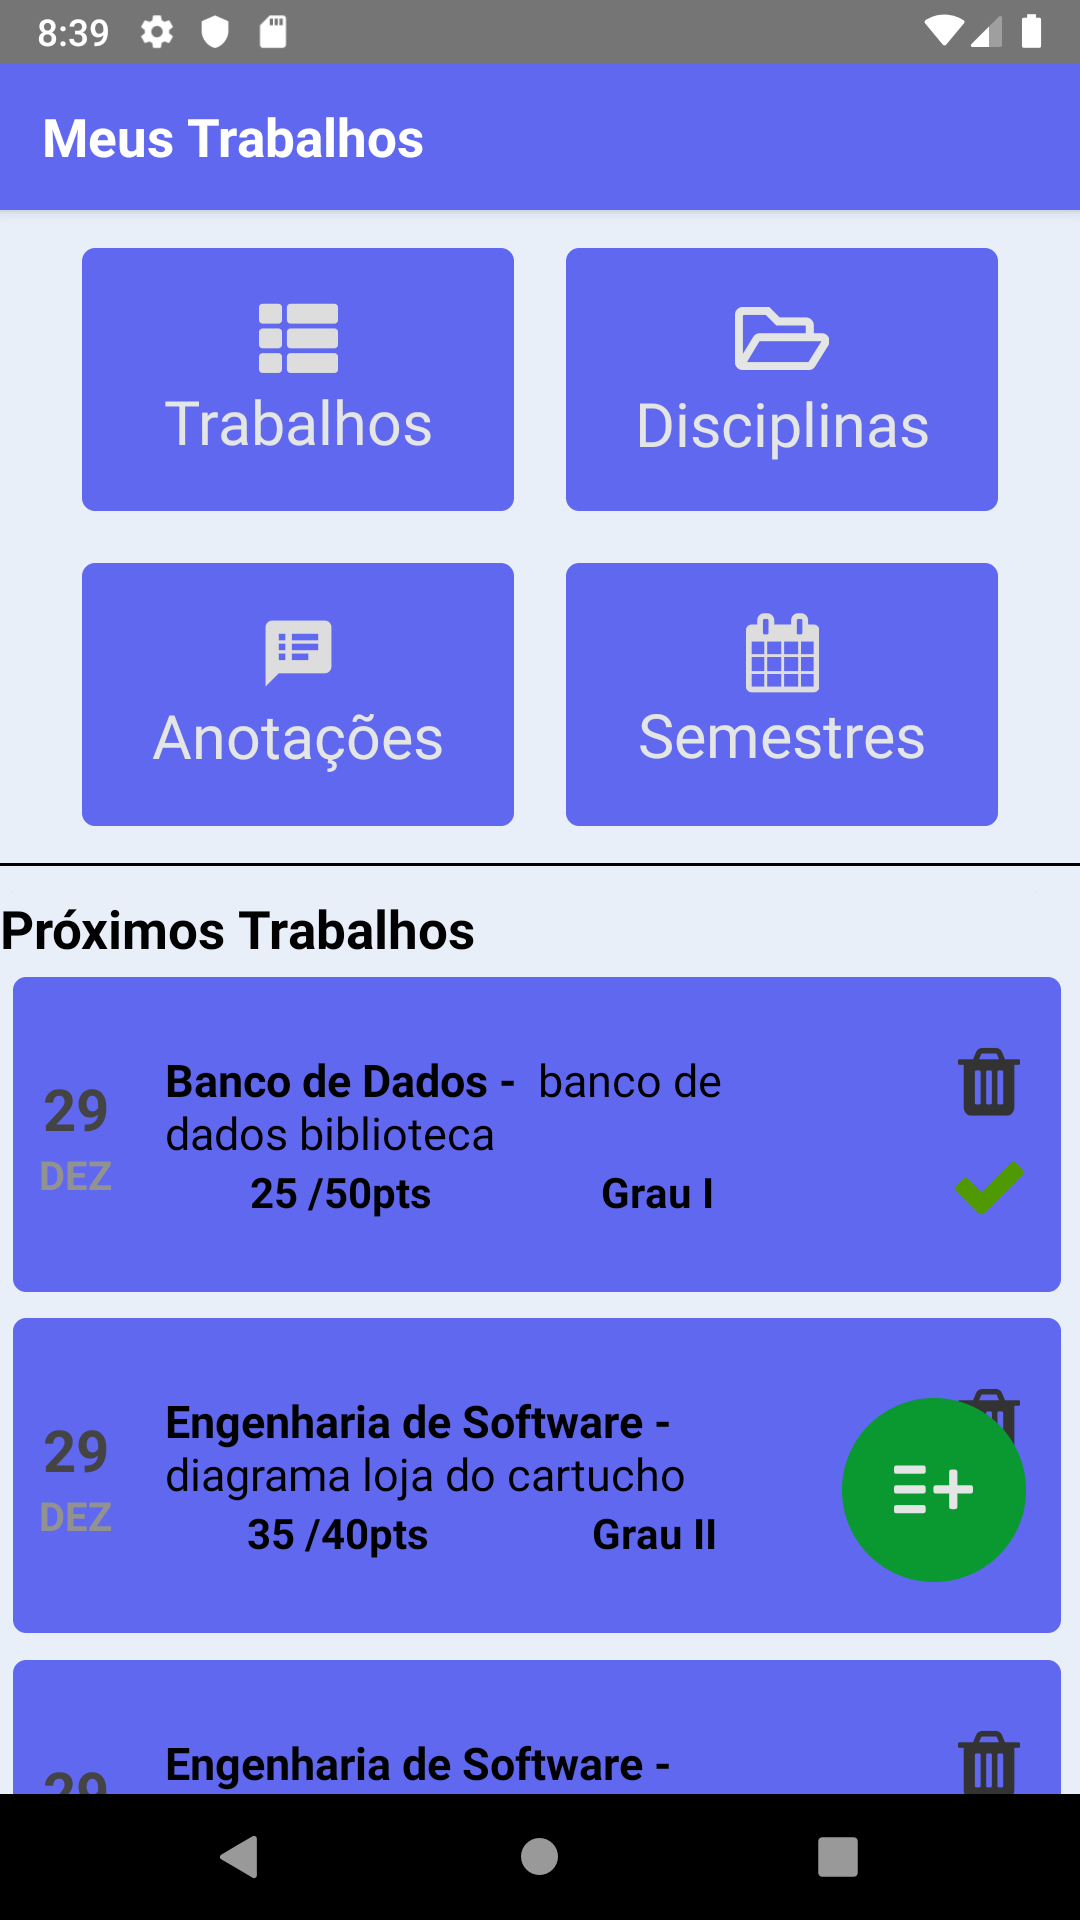 8:39
Meus Trabalhos
Trabalhos
Disciplinas
Anotações
Semestres
Próximos Trabalhos
29
DEZ
Banco de Dados - banco de
dados biblioteca
25 /50pts
Grau I
29
DEZ
Engenharia de Software -
diagrama loja do cartucho
35 /40pts
Grau II
29
Engenharia de Software -